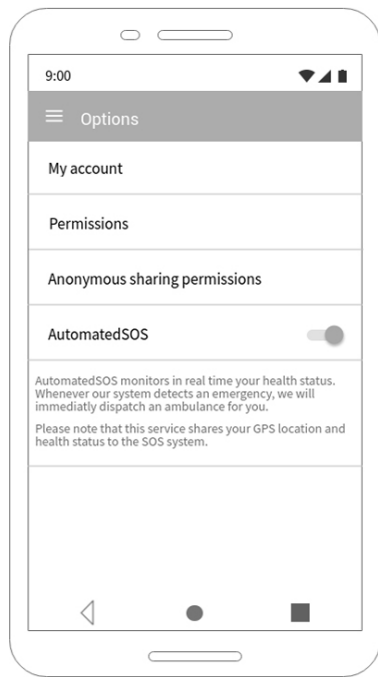 9:00
Options
My account
Permissions
Anonymous sharing permissions
AutomatedSOS
AutomatedSOS monitors in real time your health status.
Whenever our system detects an emergency, we will
immediatly dispatch an ambulance for you.
Please note that this service shares your GPS location and
health status to the SOS system.